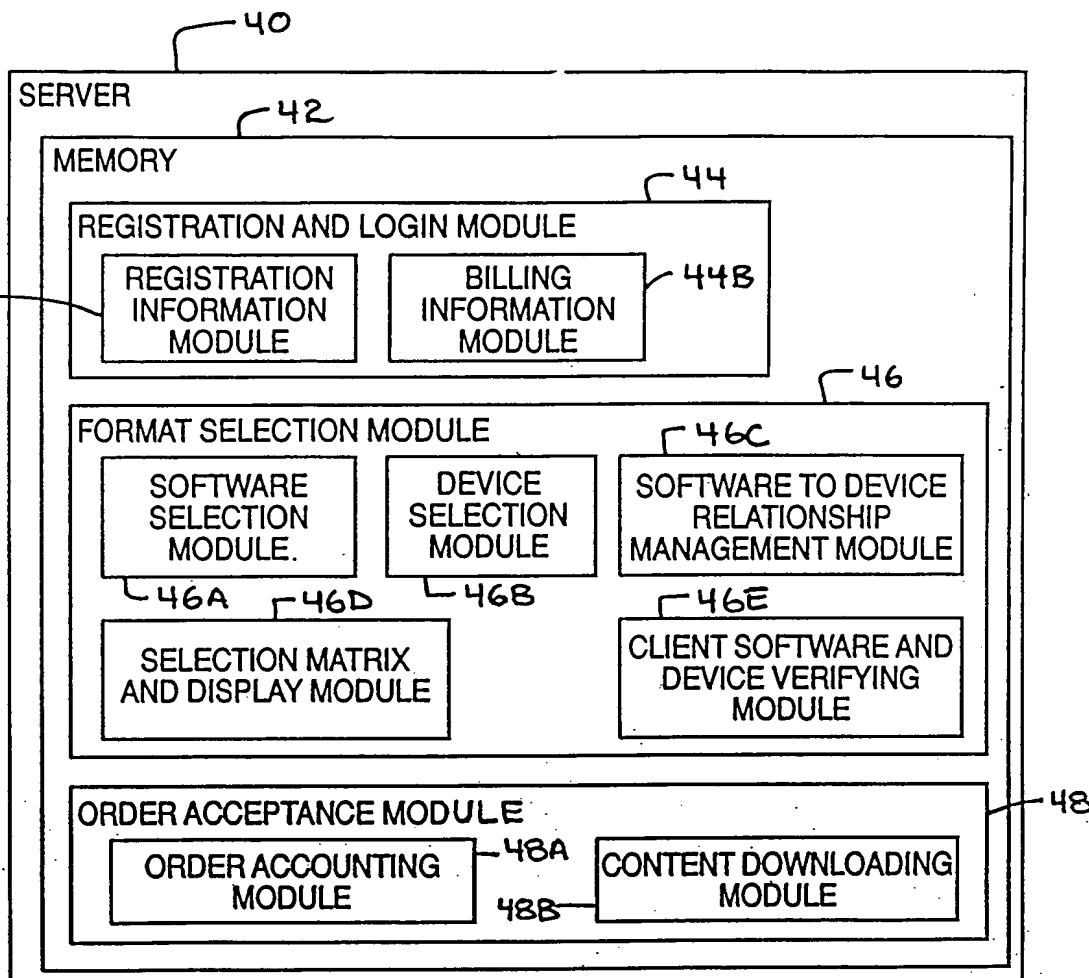 40
SERVER
42
MEMORY
44
REGISTRATION AND LOGIN MODULE
REGISTRATION
INFORMATION
MODULE
BILLING
INFORMATION
MODULE
44B
46
FORMAT SELECTION MODULE
46C
SOFTWARE
SELECTION
MODULE.
DEVICE
SELECTION
MODULE
SOFTWARE TO DEVICE
RELATIONSHIP
MANAGEMENT MODULE
46A
46D
46B
46E
SELECTION MATRIX
AND DISPLAY MODULE
CLIENT SOFTWARE AND
DEVICE VERIFYING
MODULE
48
ORDER ACCEPTANCE MODULE
ORDER ACCOUNTING
MODULE
48A
CONTENT DOWNLOADING
MODULE
48B